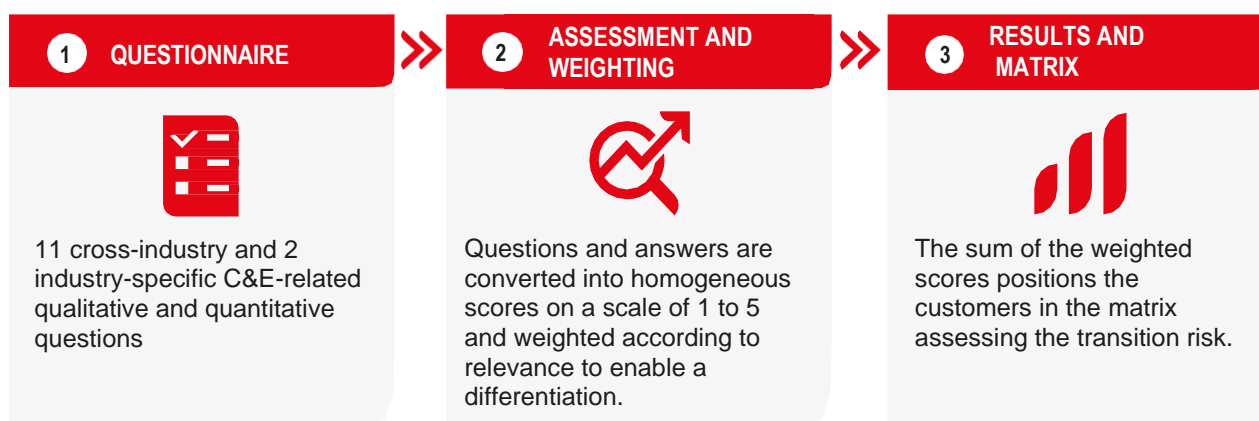 1 QUESTIONNAIRE
11 cross-industry and 2
industry-specific C&E-related
qualitative and quantitative
questions
2 ASSESSMENT AND
WEIGHTING
Questions and answers are
converted into homogeneous
scores on a scale of 1 to 5
and weighted according to
relevance to enable a
differentiation.
3 RESULTS AND
MATRIX
The sum of the weighted
scores positions the
customers in the matrix
assessing the transition risk.